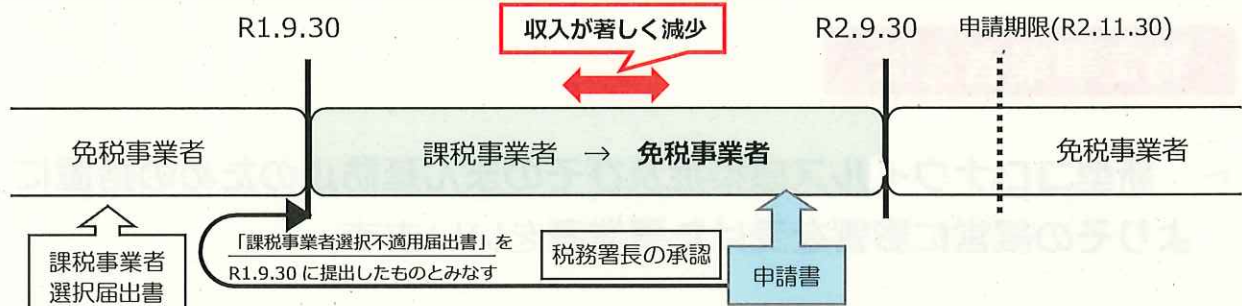 R1.9.30
収入が著しく減少
R2.9.30
申請期限(R2.11.30)
免税事業者
課税事業者 → 免税事業者
免税事業者
課税事業者
選択届出書
「課税事業者選択不適用届出書」を
R1.9.30 に提出したものとみなす
税務署長の承認
申請書